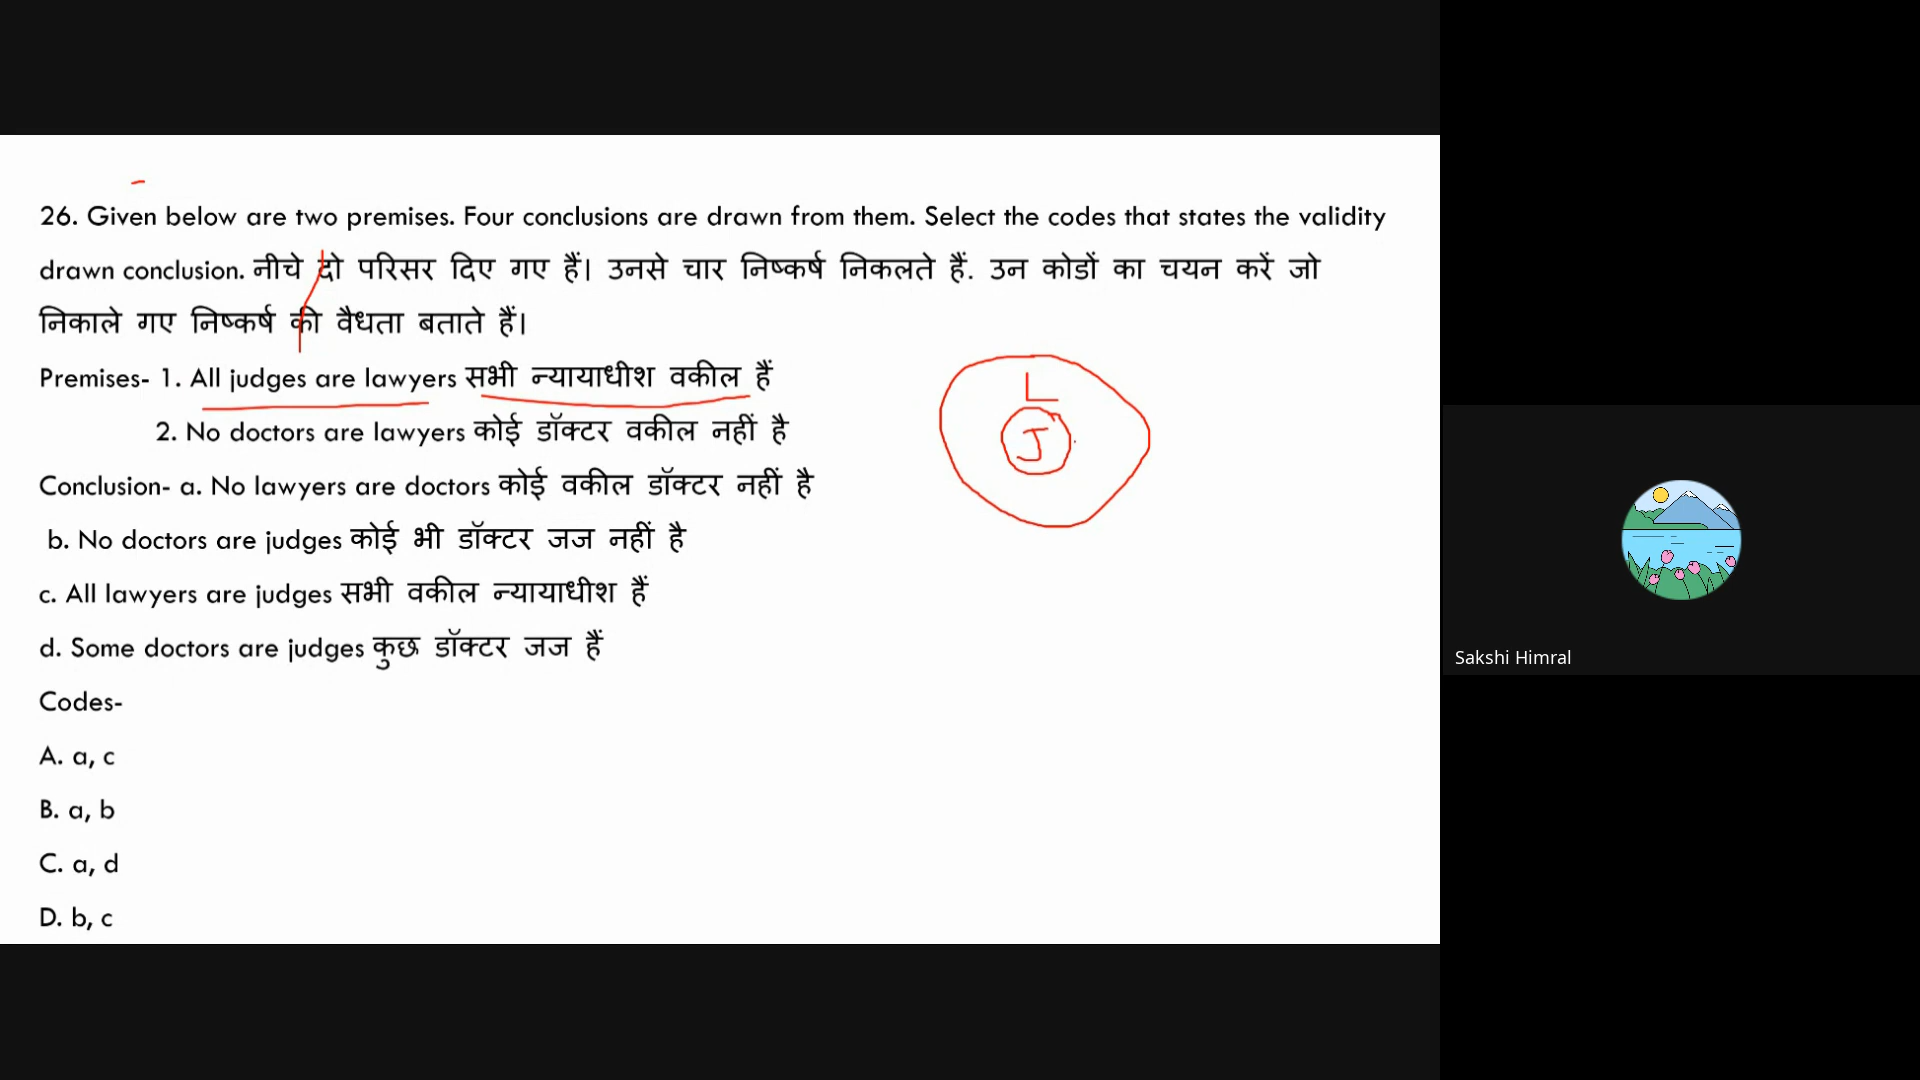 26. Given below are two premises. Four conclusions are drawn from them. Select the codes that states the validity
drawn conclusion. नीचे दो परिसर दिए गए हैं। उनसे चार निष्कर्ष निकलते हैं. उन कोडों का चयन करें जो
निकाले गए निष्कर्ष की वैधता बताते हैं।
Premises- 1. All judges are lawyers सभी न्यायाधीश वकील हैं
2. No doctors are lawyers कोई डॉक्टर वकील नहीं है
Conclusion- a. No lawyers are doctors कोई वकील डॉक्टर नहीं है
b. No doctors are judges कोई भी डॉक्टर जज नहीं है
c. All lawyers are judges सभी वकील न्यायाधीश हैं
d. Some doctors are judges कुछ डॉक्टर जज हैं
Codes-
A. a, c
B. a, b
C. a, d
D. b, c
L
J
Sakshi Himral